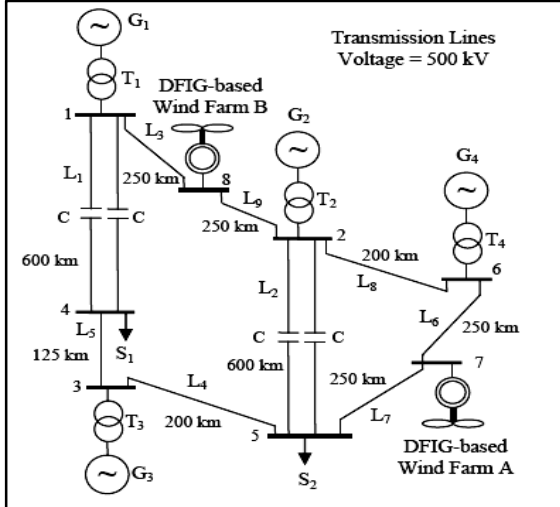 G1
Transmission Lines
Voltage = 500 kV
T1
DFIG-based
Wind Farm B
G2
G4
1
L3
L1
250 km
8
L9
T2
T4
C
C
250 km
2
200 km
6
600 km
L2
L8
L6
4
250 km
L5
S1
C
C
7
125 km
600 km
250 km
3
L4
L7
T3
200 km
5
DFIG-based
Wind Farm A
G3
S2